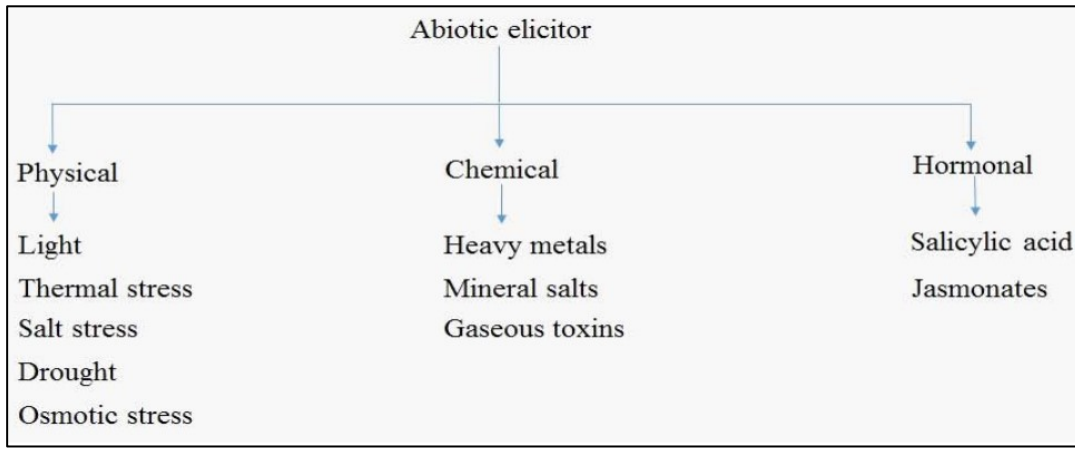 Abiotic elicitor
Physical
Light
Thermal stress
Salt stress
Drought
Osmotic stress
Chemical
Heavy metals
Mineral salts
Gaseous toxins
Hormonal
Salicylic acid
Jasmonates